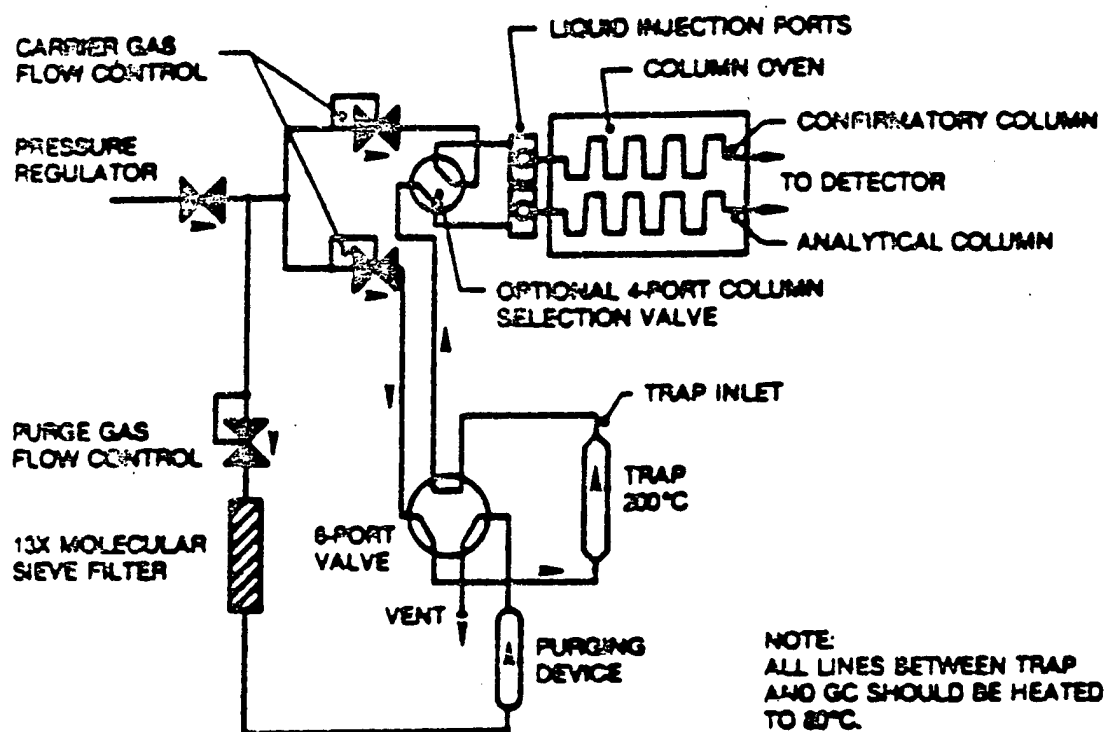 CARRIER GAS
FLOW CONTROL
LIQUID INJECTION PORTS
COLUMN OVEN
CONFIRMATORY COLUMN
PRESSURE
REGULATOR
TO DETECTOR
ANALYTICAL COLUMN
OPTIONAL 4-PORT COLUMN
SELECTION VALVE
TRAP INLET
PURGE GAS
FLOW CONTROL
TRAP
200°C
6-PORT
VALVE
13X MOLECULAR
SIEVE FILTER
VENT
PURGING
DEVICE
NOTE:
ALL LINES BETWEEN TRAP
AND GC SHOULD BE HEATED
TO 80°C.